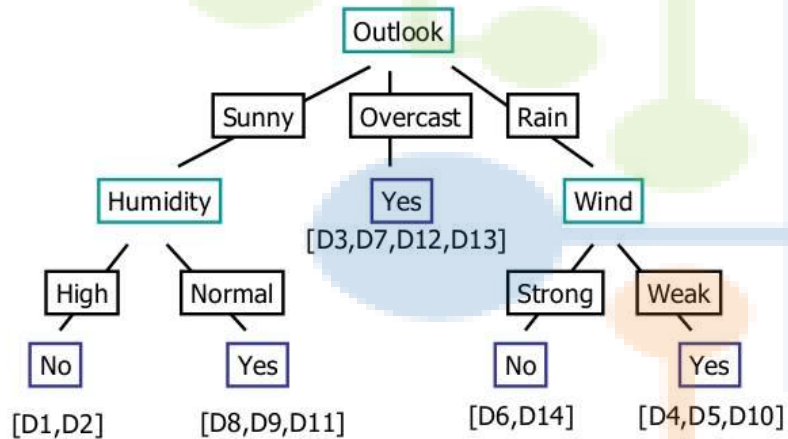 Outlook
Sunny
Overcast
Rain
Humidity
Yes
Wind
[D3,D7,D12,D13]
High
Normal
Strong
Weak
No
Yes
No
Yes
[D1,D2]
[D8,D9,D11]
[D6,D14]
[D4,D5,D10]